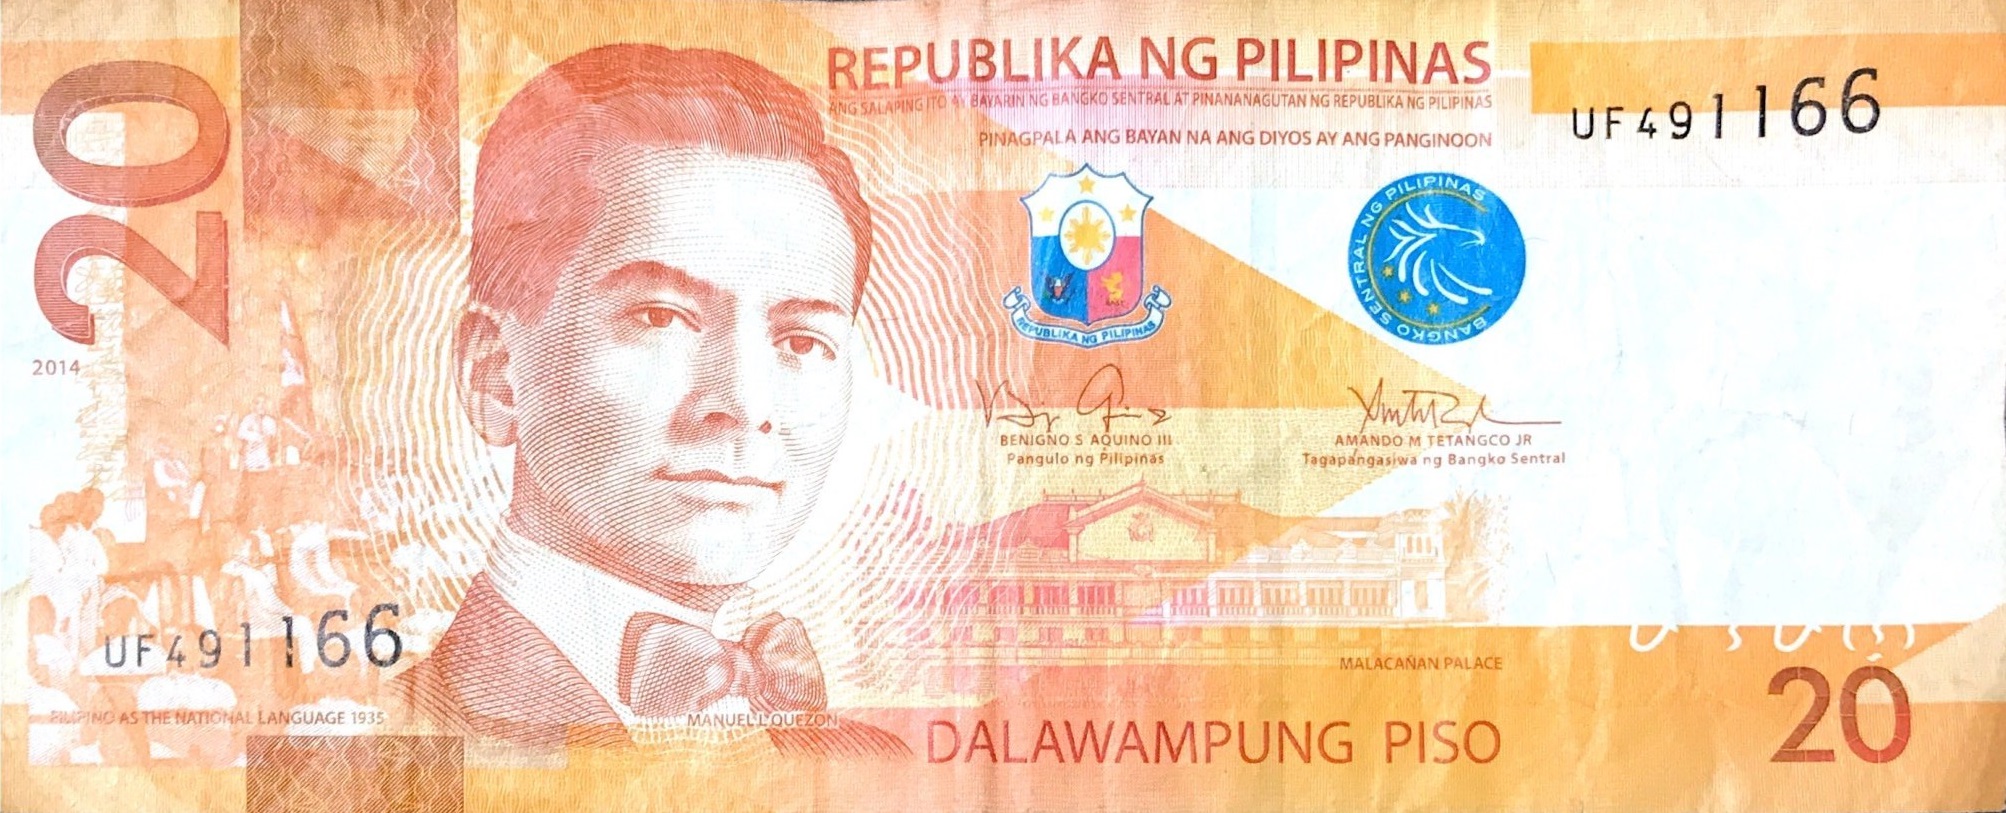 20
REPUBLIKA NG PILIPINAS
ANG SALAPING ITO AY BAYARIN NG BANGKO SENTRAL AT PINANANAGUTAN NG REPUBLIKA NG PILIPINAS
PINAGPALA ANG BAYAN NA ANG DIYOS AY ANG PANGINOON
UF491166
REPUBLIKA NG PILIPINAS
BANGKO SENTRAL NG PILIPINAS
2014
BENIGNO S AQUINO III
Pangulo ng Pilipinas
AMANDO M TETANGCO JR
Tagapangasiwa ng Bangko Sentral
UF491166
MALACAÑAN PALACE
FILIPINO AS THE NATIONAL LANGUAGE 1935
MANUEL L QUEZON
DALAWAMPUNG PISO
20